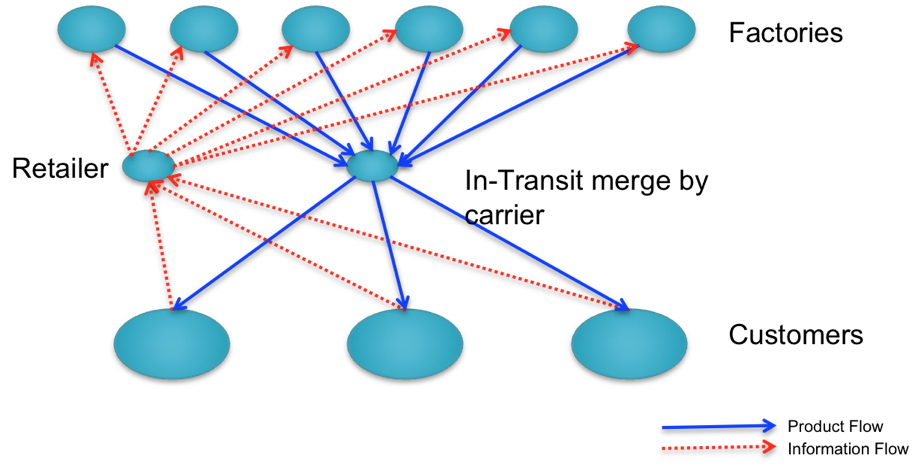 Factories
Retailer
In-Transit merge by
carrier
Customers
Product Flow
Information Flow